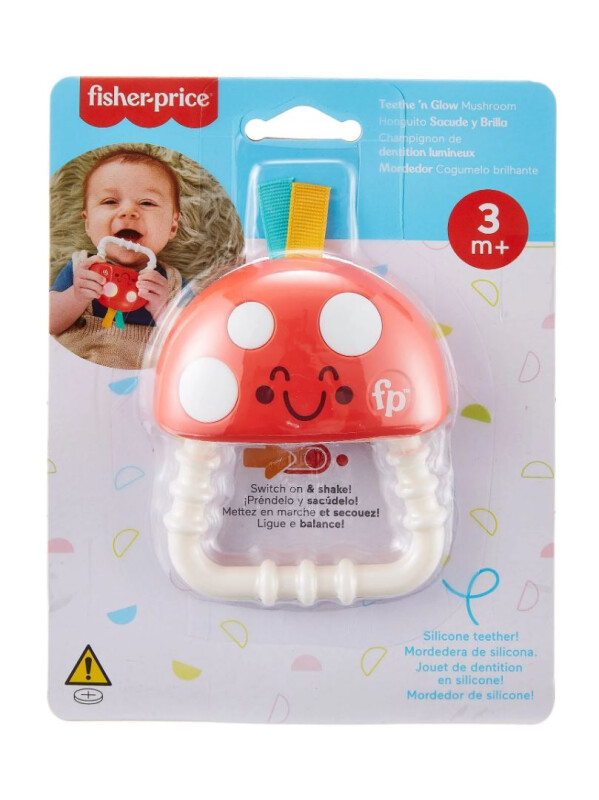 fisher-price
Teethe 'n Glow Mushroom
Honguito Sacude y Brilla
Champignon de
dentition lumineux
Mordedor Cogumelo brilhante
3
m+
fp™
Switch on & shake!
¡Préndelo y sacúdelo!
Mettez en marche et secouez!
Ligue e balance!
Silicone teether!
Mordedera de silicona.
Jouet de dentition
en silicone!
Mordedor de silicone!